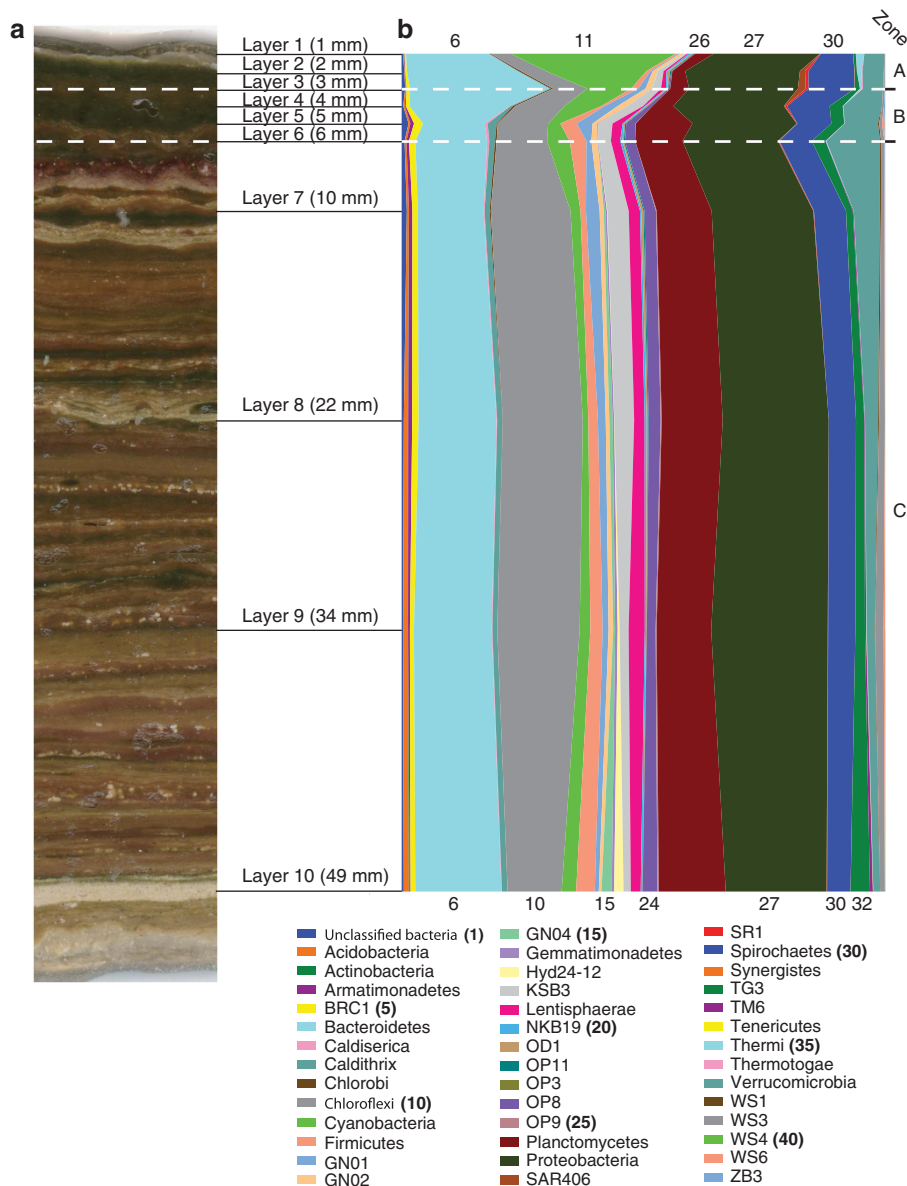 a
b
Zone
6 11 26 27 30
Layer 1 (1 mm)
Layer 2 (2 mm)
Layer 3 (3 mm)
Layer 4 (4 mm)
Layer 5 (5 mm)
Layer 6 (6 mm)
Layer 7 (10 mm)
Layer 8 (22 mm)
Layer 9 (34 mm)
Layer 10 (49 mm)
A
B
C
6 10 15 24 27 30 32
Unclassified bacteria (1)
Acidobacteria
Actinobacteria
Armatimonadetes
BRC1 (5)
Bacteroidetes
Caldiserica
Caldithrix
Chlorobi
Chloroflexi (10)
Cyanobacteria
Firmicutes
GN01
GN02
GN04 (15)
Gemmatimonadetes
Hyd24-12
KSB3
Lentisphaerae
NKB19 (20)
OD1
OP11
OP3
OP8
OP9 (25)
Planctomycetes
Proteobacteria
SAR406
SR1
Spirochaetes (30)
Synergistes
TG3
TM6
Tenericutes
Thermi (35)
Thermotogae
Verrucomicrobia
WS1
WS3
WS4 (40)
WS6
ZB3